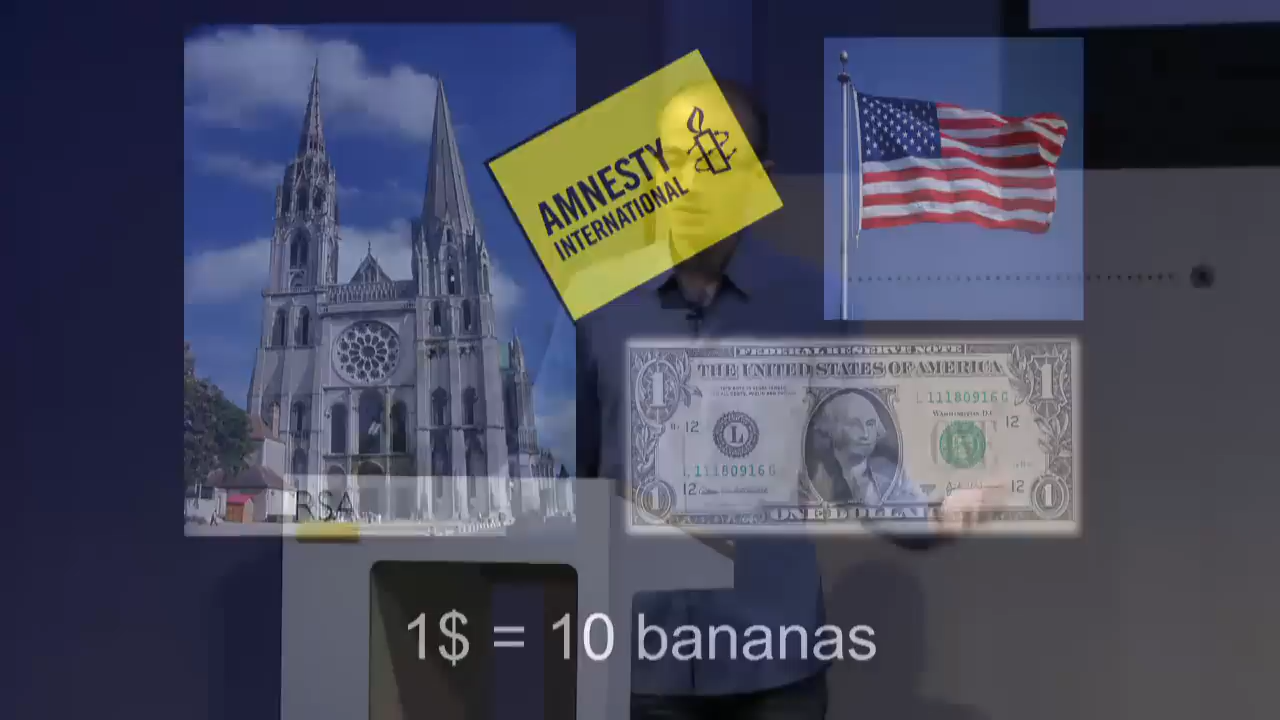 AMNESTY
INTERNATIONAL
FEDERAL RESERVE NOTE
THE UNITED STATES OF AMERICA
1
1
L 11180916 G
WASHINGTON, D.C.
12
12
L
L 11180916 G
12
12
1
1
ONE DOLLAR
RSA
1$ = 10 bananas